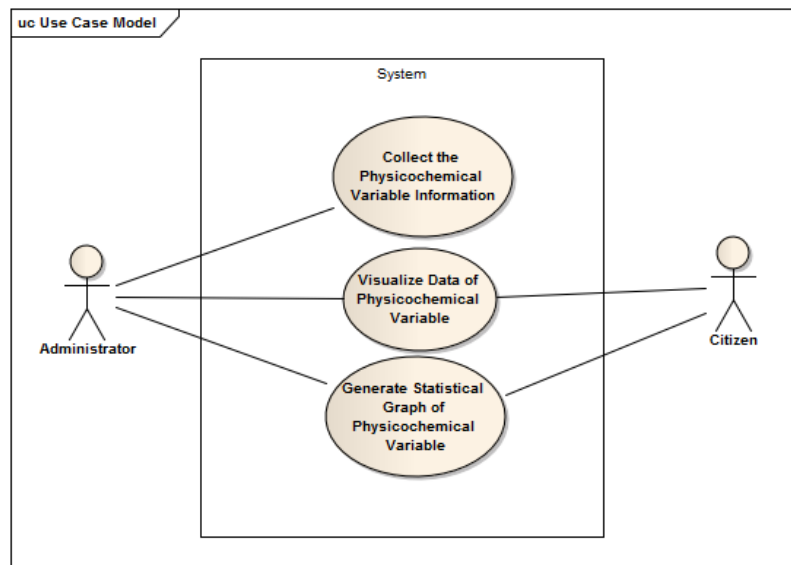 uc Use Case Model
System
Collect the
Physicochemical
Variable Information
Visualize Data of
Physicochemical
Variable
Administrator
Citizen
Generate Statistical
Graph of
Physicochemical
Variable